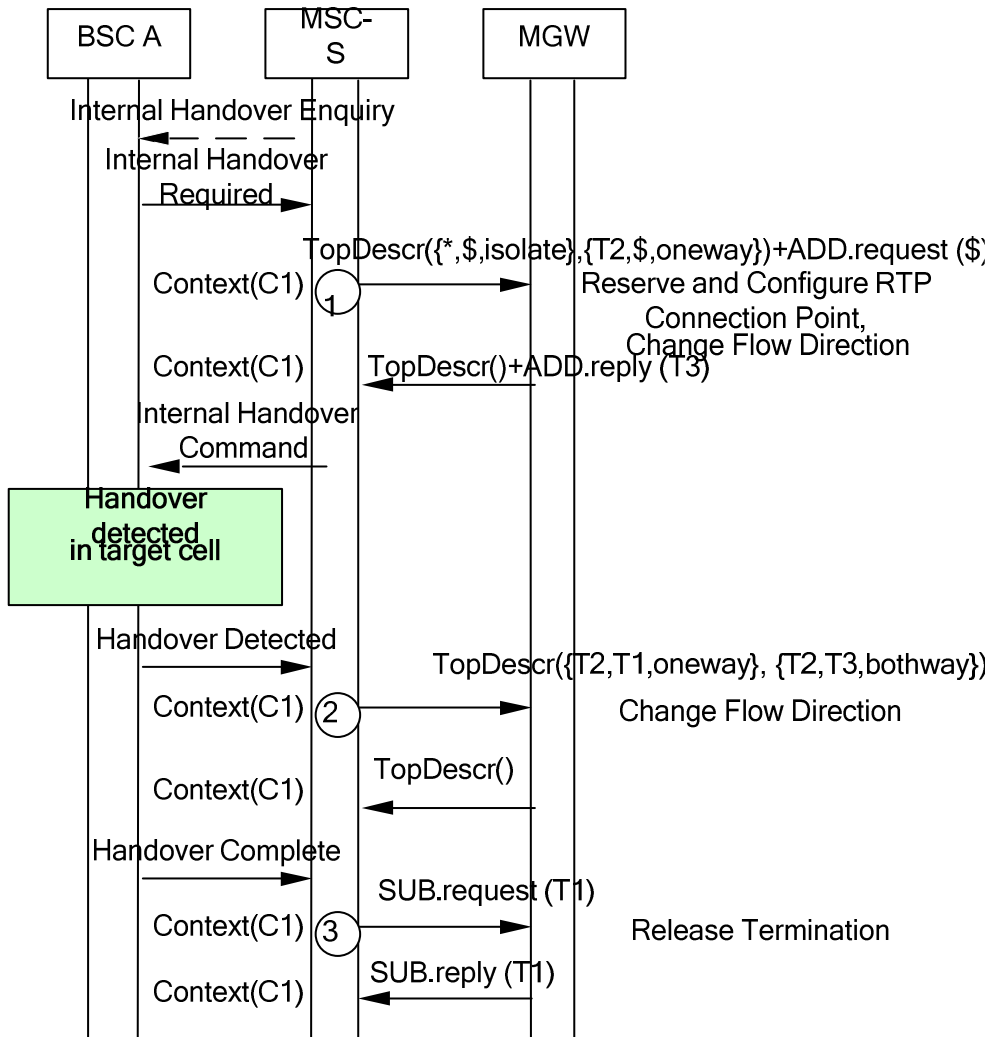 BSC A
MSC-
S
MGW
Internal Handover Enquiry
Internal Handover
Required
TopDescr({*,$,isolate},{T2,$,oneway})+ADD.request ($)
Context(C1)
1
Reserve and Configure RTP
Connection Point,
Change Flow Direction
Context(C1)
TopDescr()+ADD.reply (T3)
Internal Handover
Command
Handover
detected
in target cell
Handover Detected
TopDescr({T2,T1,oneway}, {T2,T3,bothway})
Context(C1)
2
Change Flow Direction
TopDescr()
Context(C1)
Handover Complete
SUB.request (T1)
Context(C1)
3
Release Termination
SUB.reply (T1)
Context(C1)